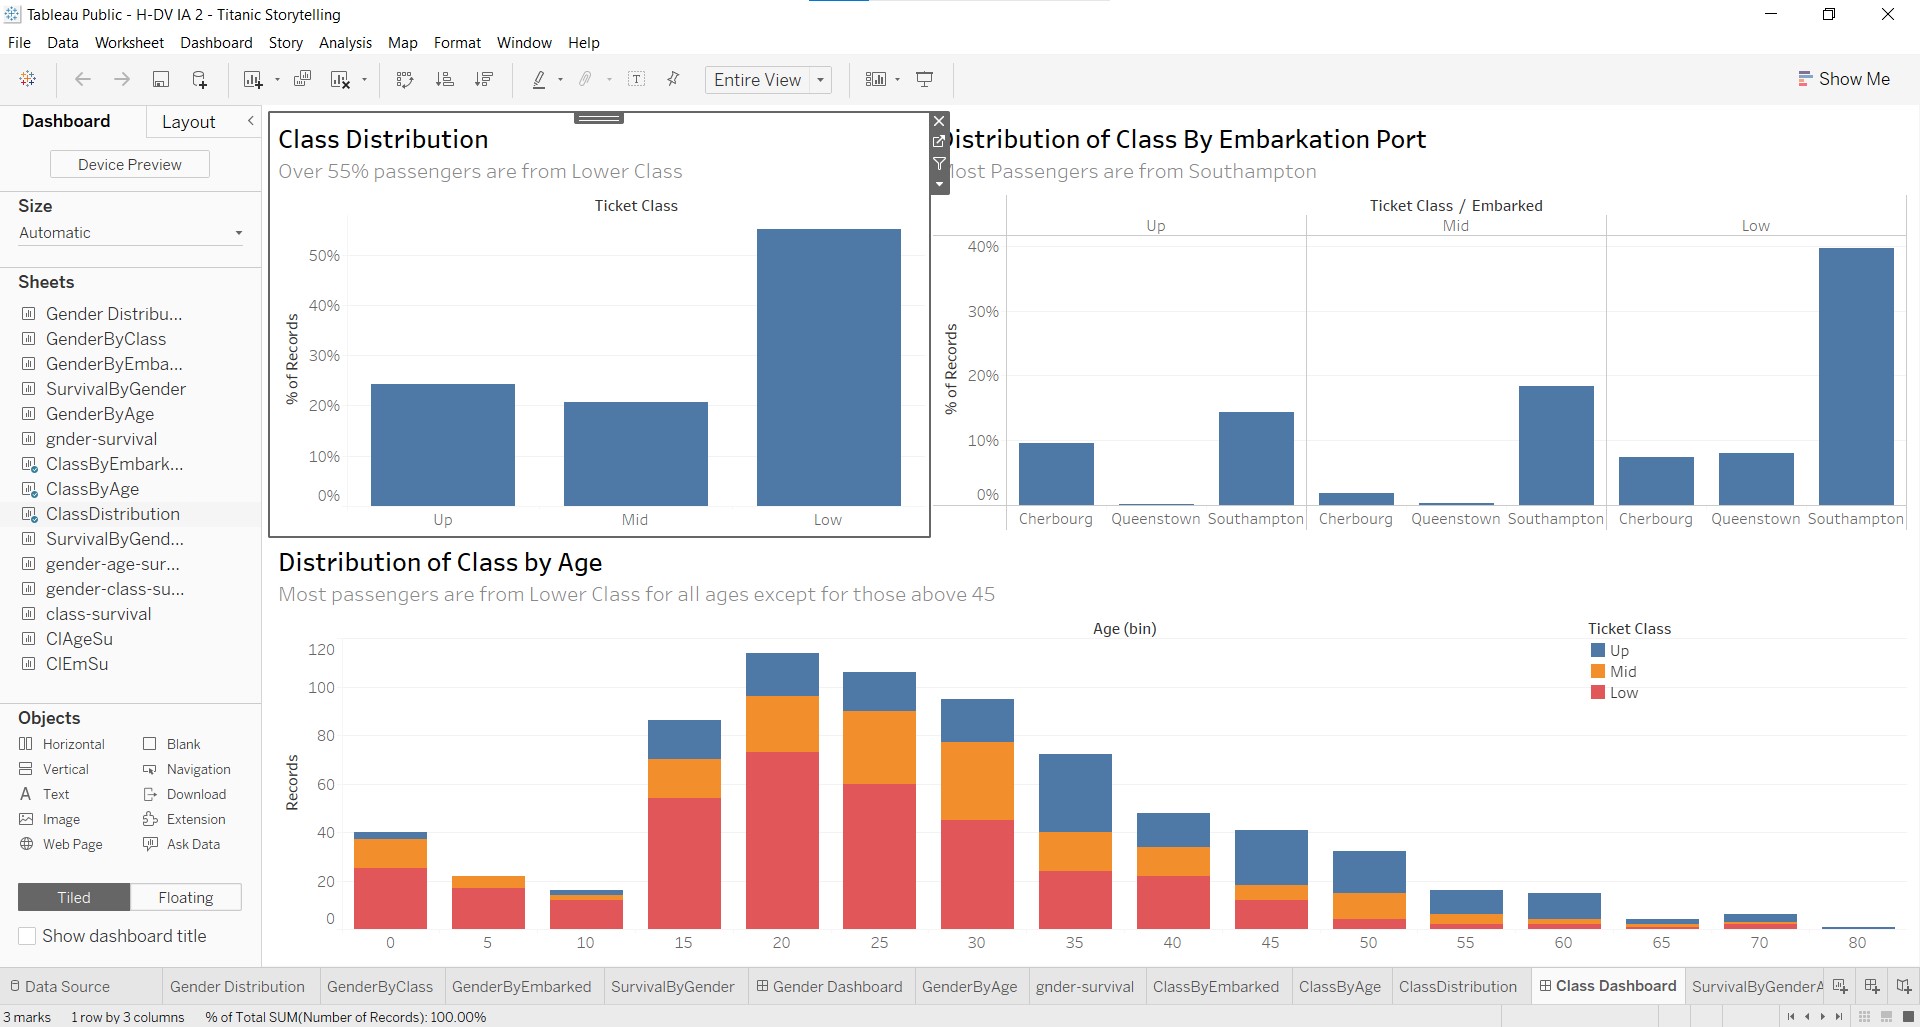 Tableau Public - H-DV IA 2 - Titanic Storytelling
File Data Worksheet Dashboard Story Analysis Map Format Window Help
Entire View
Show Me
Dashboard
Layout
Device Preview
Size
Automatic
Sheets
Gender Distribu...
GenderByClass
GenderByEmba...
SurvivalByGender
GenderByAge
gnder-survival
ClassByEmbark...
ClassByAge
ClassDistribution
SurvivalByGend...
gender-age-sur...
gender-class-su...
class-survival
ClAgeSu
ClEmSu
Objects
Horizontal Blank
Vertical Navigation
Text Download
Image Extension
Web Page Ask Data
Tiled Floating
Show dashboard title
Class Distribution
Over 55% passengers are from Lower Class
Ticket Class
% of Records
50%
40%
30%
20%
10%
0%
Up Mid Low
istribution of Class By Embarkation Port
ost Passengers are from Southampton
Ticket Class / Embarked
Up Mid Low
% of Records
40%
30%
20%
10%
0%
Cherbourg Queenstown Southampton Cherbourg Queenstown Southampton Cherbourg Queenstown Southampton
Distribution of Class by Age
Most passengers are from Lower Class for all ages except for those above 45
Age (bin)
Ticket Class
Up
Mid
Low
Records
120
100
80
60
40
20
0
0 5 10 15 20 25 30 35 40 45 50 55 60 65 70 80
Data Source Gender Distribution GenderByClass GenderByEmbarked SurvivalByGender Gender Dashboard GenderByAge gnder-survival ClassByEmbarked ClassByAge ClassDistribution Class Dashboard SurvivalByGenderA
3 marks 1 row by 3 columns % of Total SUM(Number of Records): 100.00%